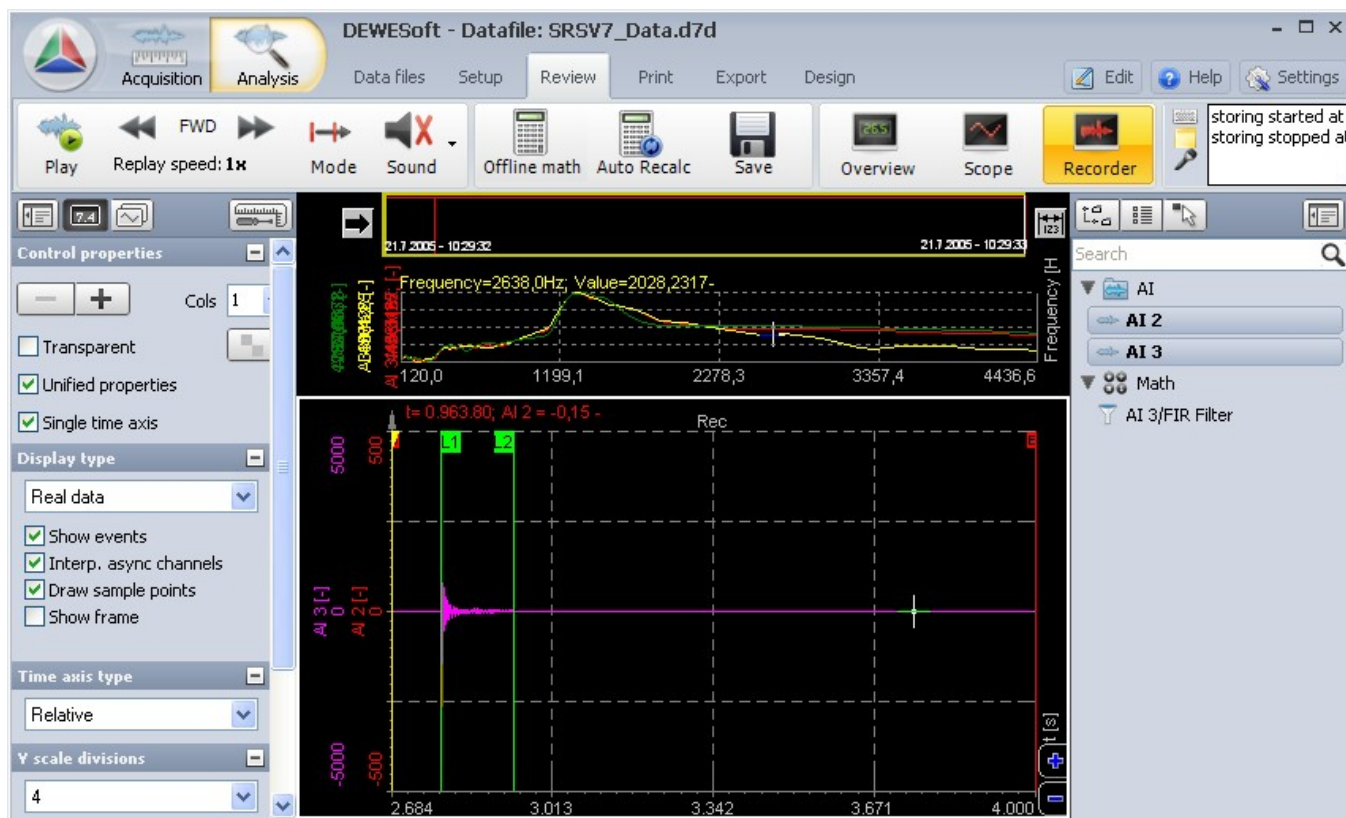 DEWESoft - Datafile: SRSV7_Data.d7d
Acquisition
Analysis
Data files
Setup
Review
Print
Export
Design
Edit
Help
Settings
Play
FWD
Replay speed: 1x
Mode
Sound
Offline math
Auto Recalc
Save
26.5
Overview
Scope
Recorder
storing started at
storing stopped at
7.4
Control properties
Cols 1
Transparent
Unified properties
Single time axis
Display type
Real data
Show events
Interp. async channels
Draw sample points
Show frame
Time axis type
Relative
Y scale divisions
4
21.7.2005 - 10:29:32
21.7.2005 - 10:29:33
123
Frequency=2638,0Hz; Value=2028,2317-
Frequency [H
120,0
1199,1
2278,3
3357,4
4436,6
t= 0.963.80; AI 2 = -0,15 -
Rec
L1
L2
E
5000
500
AI 3 [-]
0
AI 2 [-]
0
-5000
-500
t [s]
2.684
3.013
3.342
3.671
4.000
Search
AI
AI 2
AI 3
Math
AI 3/FIR Filter